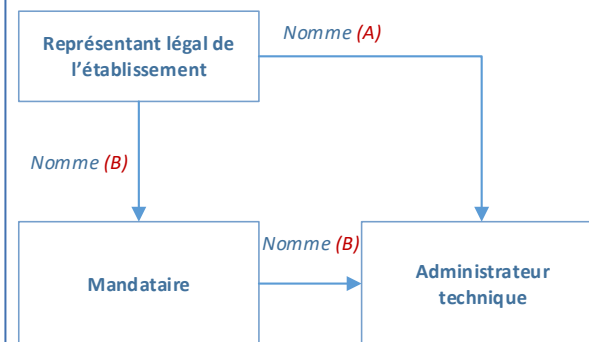 Représentant légal de
l’établissement
Nomme (A)
Nomme (B)
Mandataire
Nomme (B)
Administrateur
technique